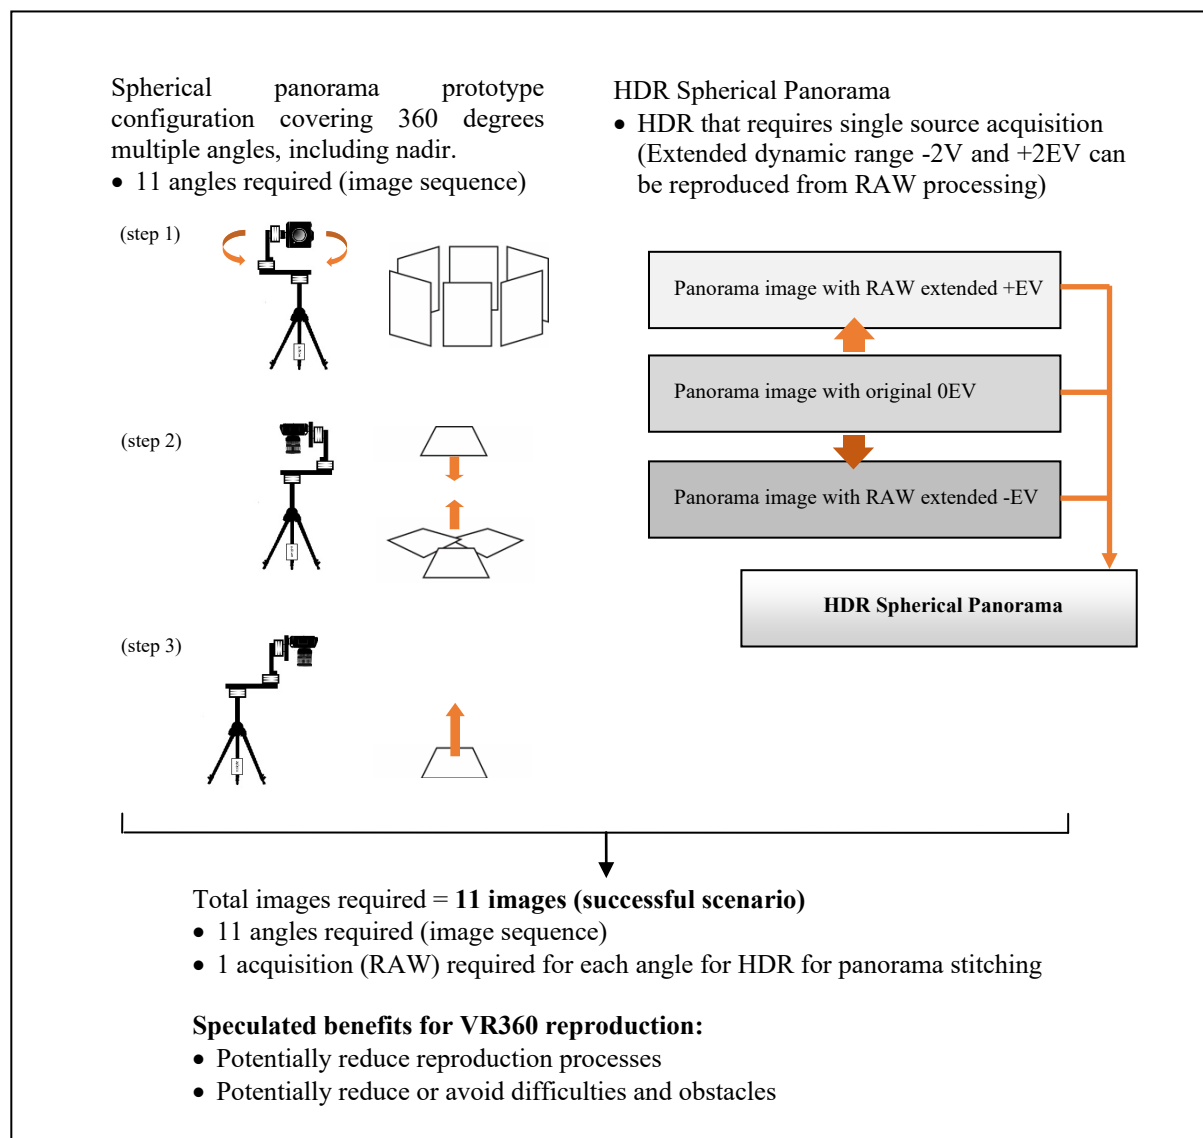 Spherical panorama prototype
configuration covering 360 degrees
multiple angles, including nadir.
• 11 angles required (image sequence)
(step 1)
(step 2)
(step 3)
HDR Spherical Panorama
• HDR that requires single source acquisition
(Extended dynamic range -2V and +2EV can
be reproduced from RAW processing)
Panorama image with RAW extended +EV
Panorama image with original 0EV
Panorama image with RAW extended -EV
HDR Spherical Panorama
Total images required = 11 images (successful scenario)
• 11 angles required (image sequence)
• 1 acquisition (RAW) required for each angle for HDR for panorama stitching
Speculated benefits for VR360 reproduction:
• Potentially reduce reproduction processes
• Potentially reduce or avoid difficulties and obstacles